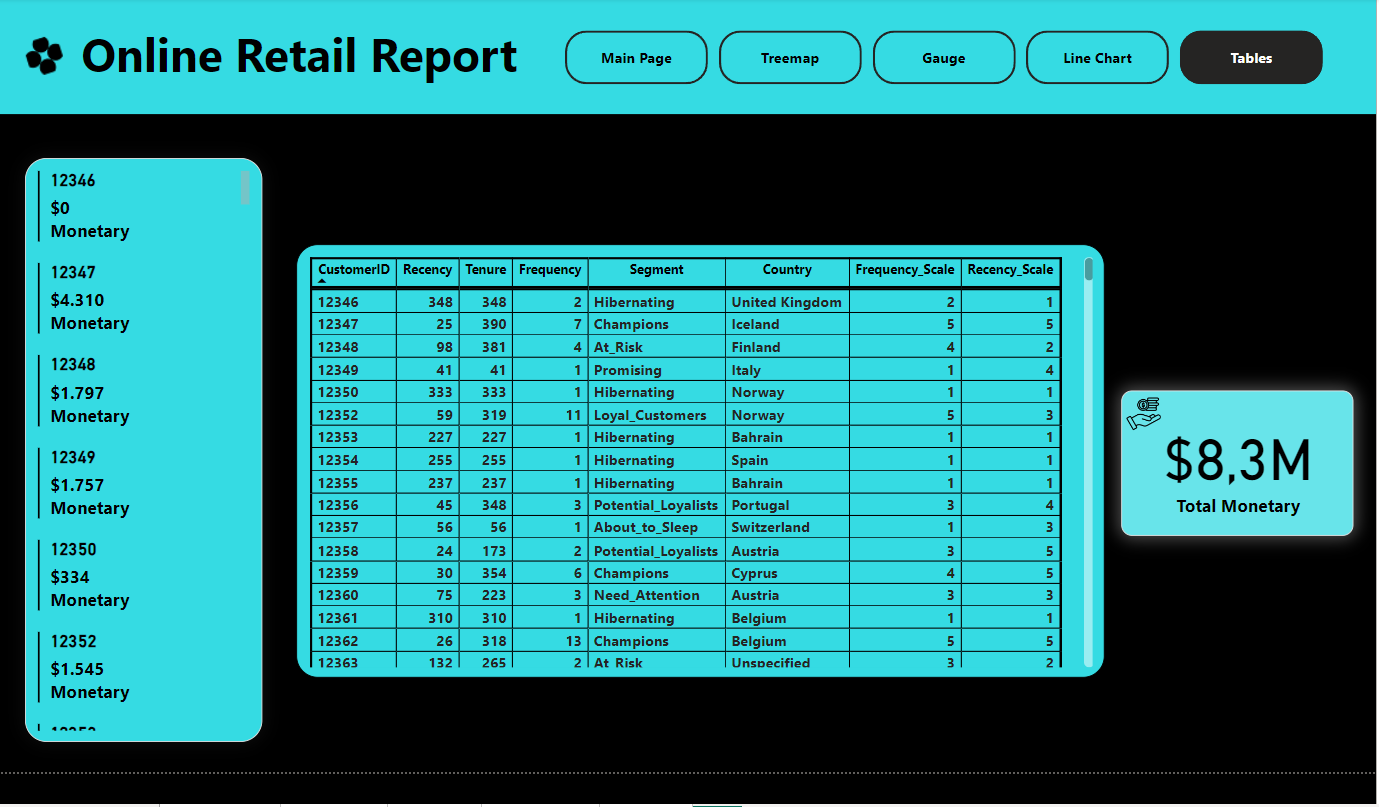 Online Retail Report
Main Page
Treemap
Gauge
Line Chart
Tables
12346
$0
Monetary
12347
$4.310
Monetary
12348
$1.797
Monetary
12349
$1.757
Monetary
12350
$334
Monetary
12352
$1.545
Monetary
12353
CustomerID Recency Tenure Frequency Segment Country Frequency_Scale Recency_Scale
12346 348 348 2 Hibernating United Kingdom 2 1
12347 25 390 7 Champions Iceland 5 5
12348 98 381 4 At_Risk Finland 4 2
12349 41 41 1 Promising Italy 1 4
12350 333 333 1 Hibernating Norway 1 1
12352 59 319 11 Loyal_Customers Norway 5 3
12353 227 227 1 Hibernating Bahrain 1 1
12354 255 255 1 Hibernating Spain 1 1
12355 237 237 1 Hibernating Bahrain 1 1
12356 45 348 3 Potential_Loyalists Portugal 3 4
12357 56 56 1 About_to_Sleep Switzerland 1 3
12358 24 173 2 Potential_Loyalists Austria 3 5
12359 30 354 6 Champions Cyprus 4 5
12360 75 223 3 Need_Attention Austria 3 3
12361 310 310 1 Hibernating Belgium 1 1
12362 26 318 13 Champions Belgium 5 5
12363 132 265 2 At_Risk Unspecified 3 2
$8,3M
Total Monetary